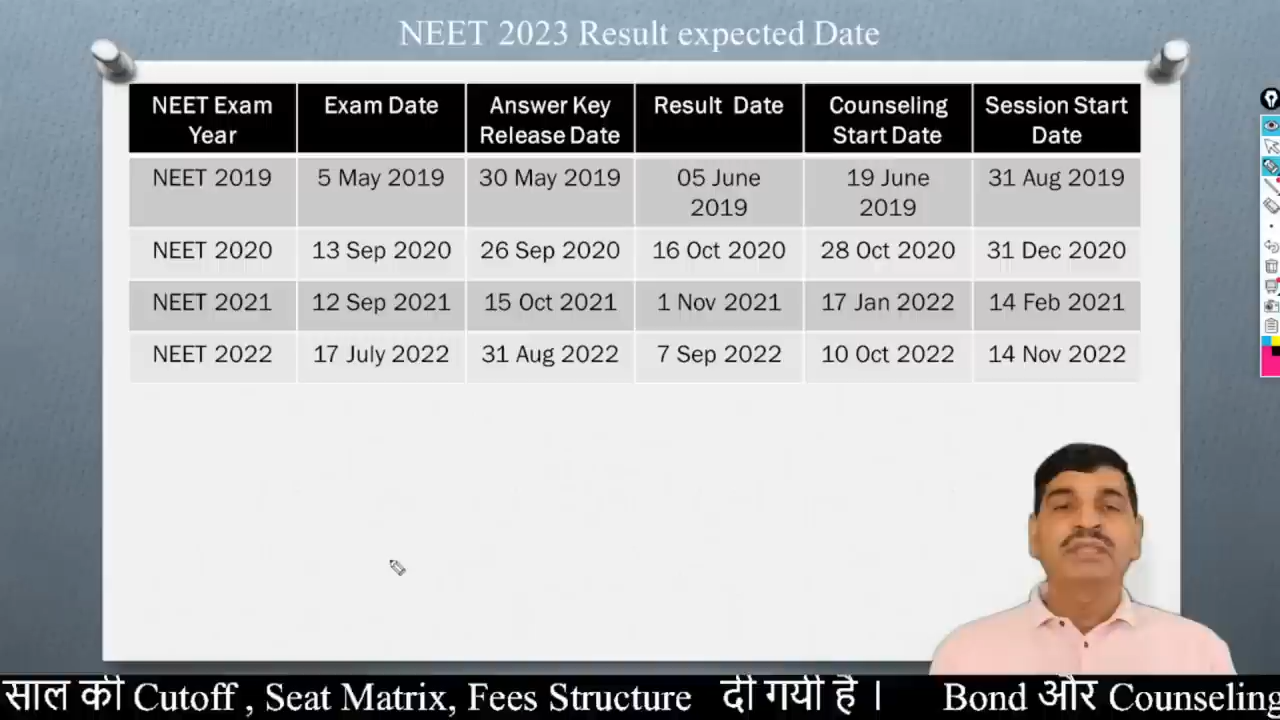 NEET 2023 Result expected Date
NEET Exam Year | Exam Date | Answer Key Release Date | Result Date | Counseling Start Date | Session Start Date
NEET 2019 | 5 May 2019 | 30 May 2019 | 05 June 2019 | 19 June 2019 | 31 Aug 2019
NEET 2020 | 13 Sep 2020 | 26 Sep 2020 | 16 Oct 2020 | 28 Oct 2020 | 31 Dec 2020
NEET 2021 | 12 Sep 2021 | 15 Oct 2021 | 1 Nov 2021 | 17 Jan 2022 | 14 Feb 2021
NEET 2022 | 17 July 2022 | 31 Aug 2022 | 7 Sep 2022 | 10 Oct 2022 | 14 Nov 2022
साल की Cutoff , Seat Matrix, Fees Structure दी गयी है । Bond और Counseling